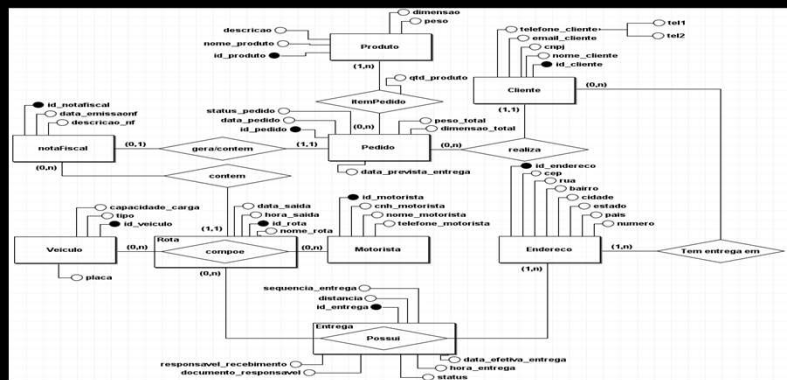 dimensao
peso
descricao
nome_produto
id_produto
Produto
(1,n)
qtd_produto
itemPedido
(0,n)
telefone_cliente
tel1
tel2
email_cliente
cnpj
nome_cliente
id_cliente
Cliente
(0,n)
(1,1)
status_pedido
data_pedido
id_pedido
Pedido
peso_total
dimensao_total
data_prevista_entrega
(0,n)
realiza
id_notafiscal
data_emissaonf
descricao_nf
notaFiscal
(0,1)
gera/contem
(1,1)
(0,n)
contem
(1,1)
id_endereco
cep
rua
bairro
cidade
estado
pais
numero
Endereco
(1,n)
Tem entrega em
(1,n)
capacidade_carga
tipo
id_veiculo
Veiculo
placa
(0,n)
data_saida
hora_saida
id_rota
nome_rota
Rota
compoe
(0,n)
(0,n)
id_motorista
cnh_motorista
nome_motorista
telefone_motorista
Motorista
sequencia_entrega
distancia
id_entrega
Entrega
Possui
responsavel_recebimento
documento_responsavel
data_efetiva_entrega
hora_entrega
status